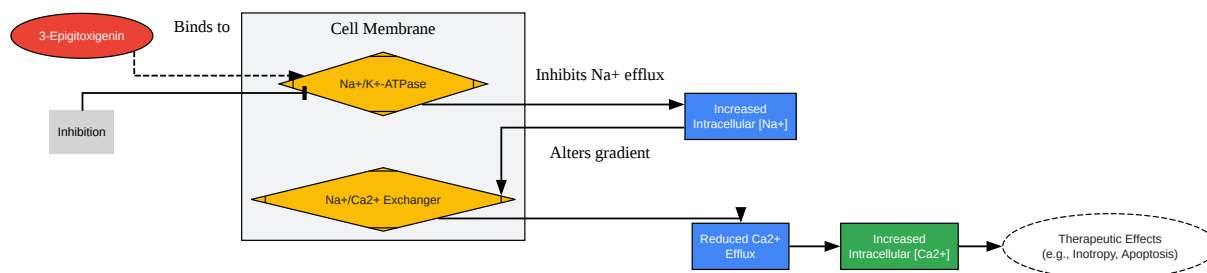 3-Epigitoxigenin
Binds to
Cell Membrane
Na+/K+-ATPase
Inhibits Na+ efflux
Inhibition
Increased
Intracellular [Na+]
Alters gradient
Na+/Ca2+ Exchanger
Reduced Ca2+
Efflux
Increased
Intracellular [Ca2+]
Therapeutic Effects
(e.g., Inotropy, Apoptosis)